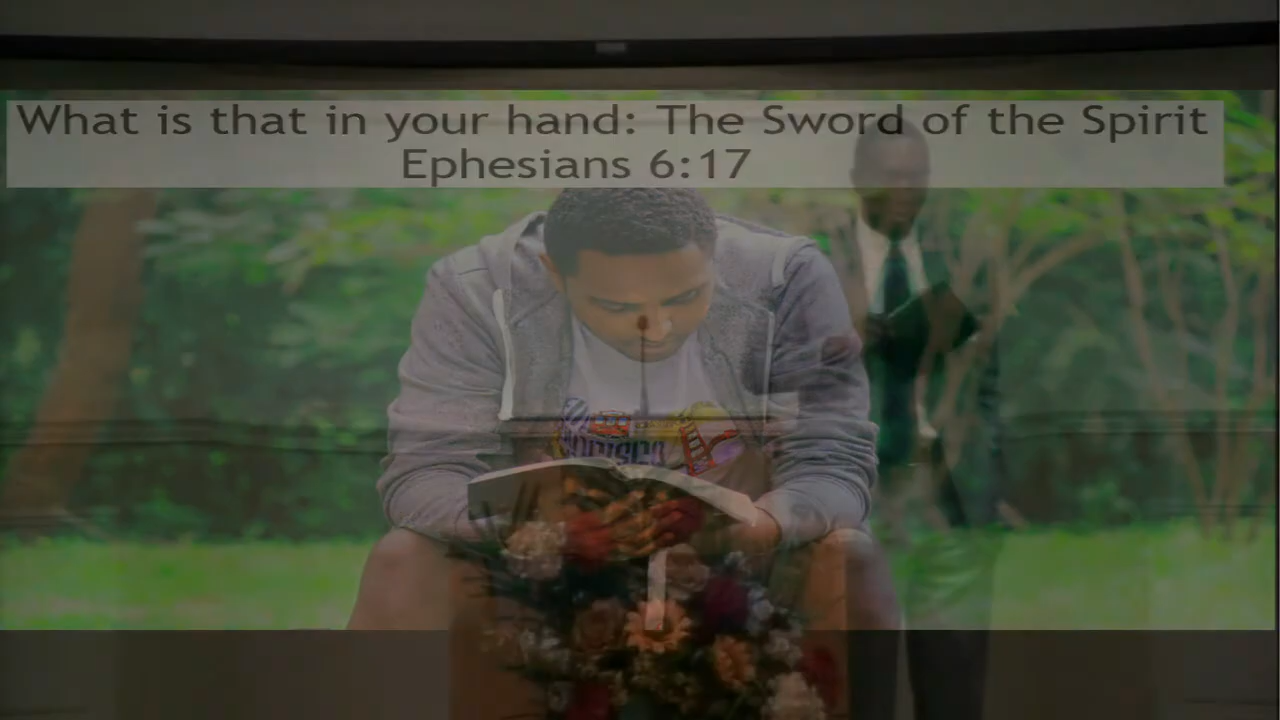 What is that in your hand: The Sword of the Spirit
Ephesians 6:17